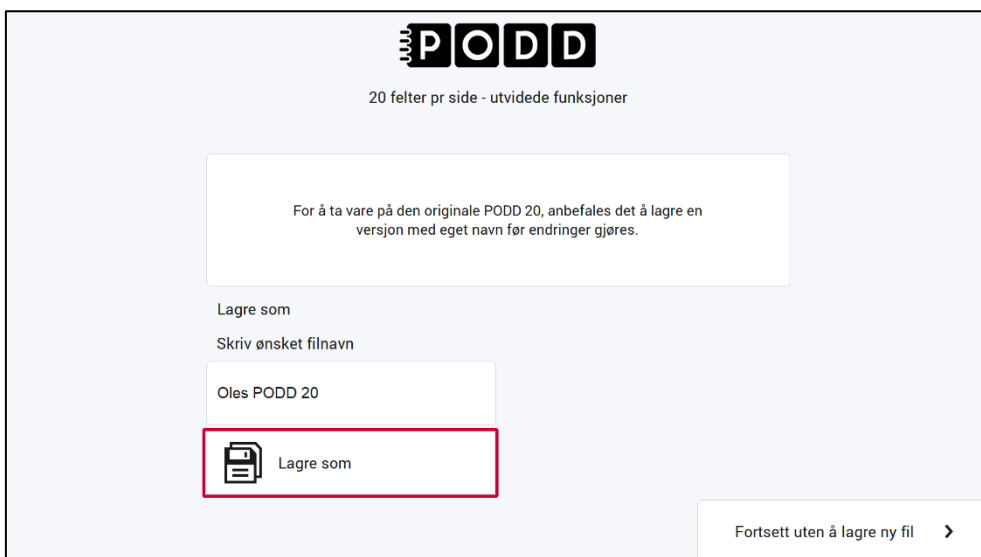 PODD
20 felter pr side - utvidede funksjoner
For å ta vare på den originale PODD 20, anbefales det å lagre en
versjon med eget navn før endringer gjøres.
Lagre som
Skriv ønsket filnavn
Oles PODD 20
Lagre som
Fortsett uten å lagre ny fil